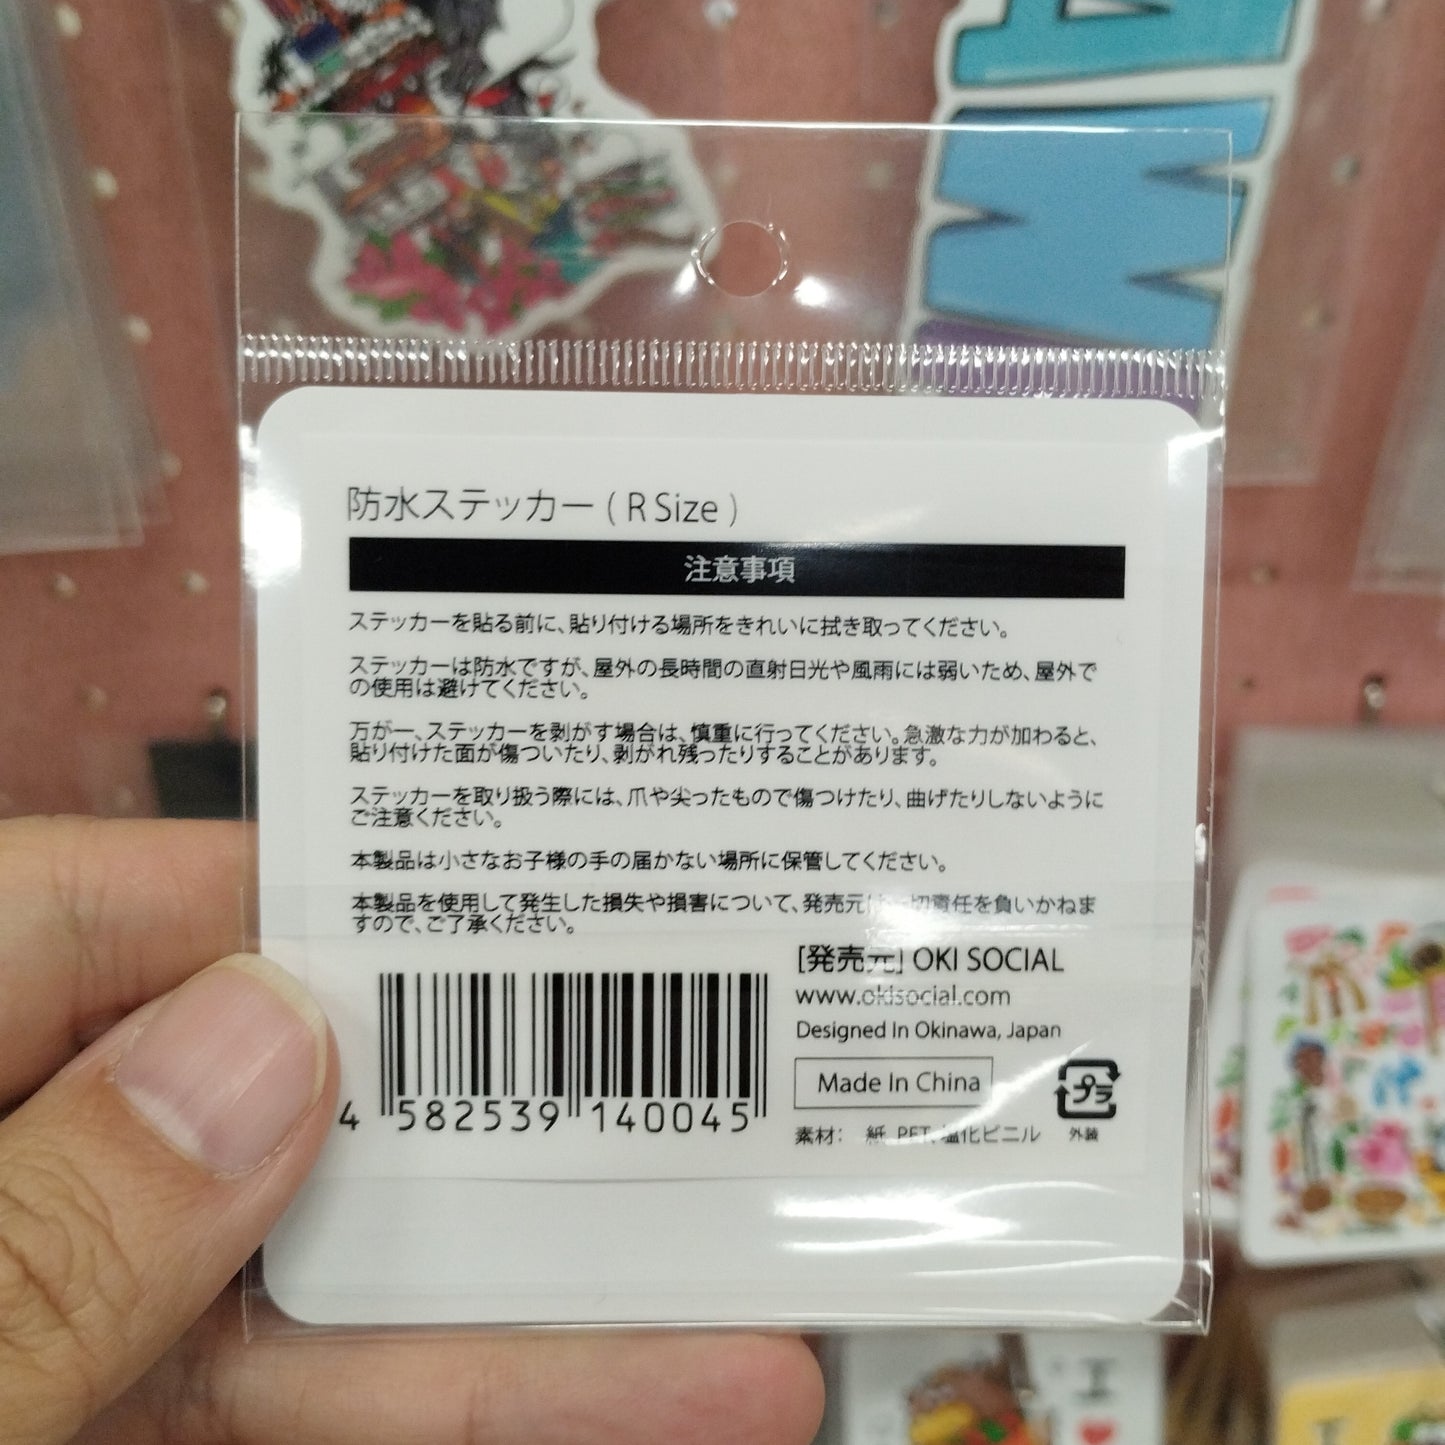 防水ステッカー ( R Size )
注意事項
ステッカーを貼る前に、貼り付ける場所をきれいに拭き取ってください。
ステッカーは防水ですが、屋外の長時間の直射日光や風雨には弱いため、屋外で
の使用は避けてください。
万が一、ステッカーを剥がす場合は、慎重に行ってください。急激な力が加わると、
貼り付けた面が傷ついたり、剥がれ残ったりすることがあります。
ステッカーを取り扱う際には、爪や尖ったもので傷つけたり、曲げたりしないように
ご注意ください。
本製品は小さなお子様の手の届かない場所に保管してください。
本製品を使用して発生した損失や損害について、発売元は一切責任を負いかねま
すので、ご了承ください。
[発売元] OKI SOCIAL
www.okisocial.com
Designed In Okinawa, Japan
Made In China
プラ
外装
素材: 紙、PET、塩化ビニル
4 582539 140045